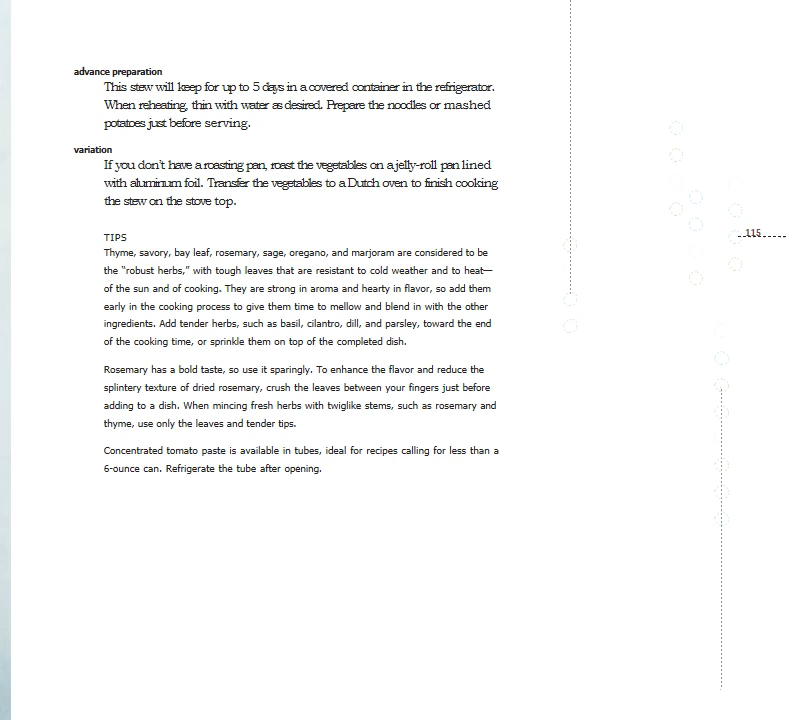 advance preparation
This stew will keep for up to 5 days in a covered container in the refrigerator.
When reheating, thin with water as desired. Prepare the noodles or mashed
potatoes just before serving.
variation
If you don't have a roasting pan, roast the vegetables on a jelly-roll pan lined
with aluminum foil. Transfer the vegetables to a Dutch oven to finish cooking
the stew on the stove top.
TIPS
Thyme, savory, bay leaf, rosemary, sage, oregano, and marjoram are considered to be
the “robust herbs,” with tough leaves that are resistant to cold weather and to heat—
of the sun and of cooking. They are strong in aroma and hearty in flavor, so add them
early in the cooking process to give them time to mellow and blend in with the other
ingredients. Add tender herbs, such as basil, cilantro, dill, and parsley, toward the end
of the cooking time, or sprinkle them on top of the completed dish.
Rosemary has a bold taste, so use it sparingly. To enhance the flavor and reduce the
splintery texture of dried rosemary, crush the leaves between your fingers just before
adding to a dish. When mincing fresh herbs with twiglike stems, such as rosemary and
thyme, use only the leaves and tender tips.
Concentrated tomato paste is available in tubes, ideal for recipes calling for less than a
6-ounce can. Refrigerate the tube after opening.
115